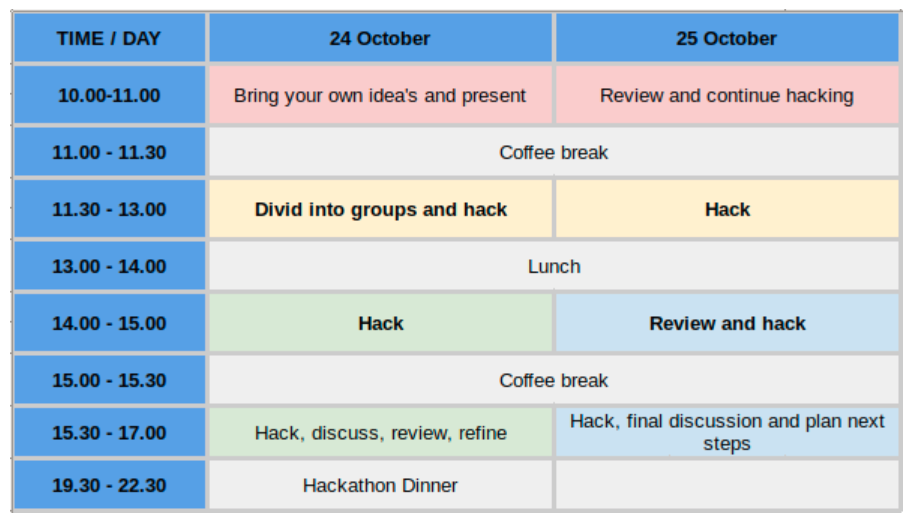 TIME / DAY 24 October 25 October
10.00-11.00 Bring your own idea's and present Review and continue hacking
11.00 - 11.30 Coffee break
11.30 - 13.00 Divid into groups and hack Hack
13.00 - 14.00 Lunch
14.00 - 15.00 Hack Review and hack
15.00 - 15.30 Coffee break
15.30 - 17.00 Hack, discuss, review, refine Hack, final discussion and plan next
steps
19.30 - 22.30 Hackathon Dinner